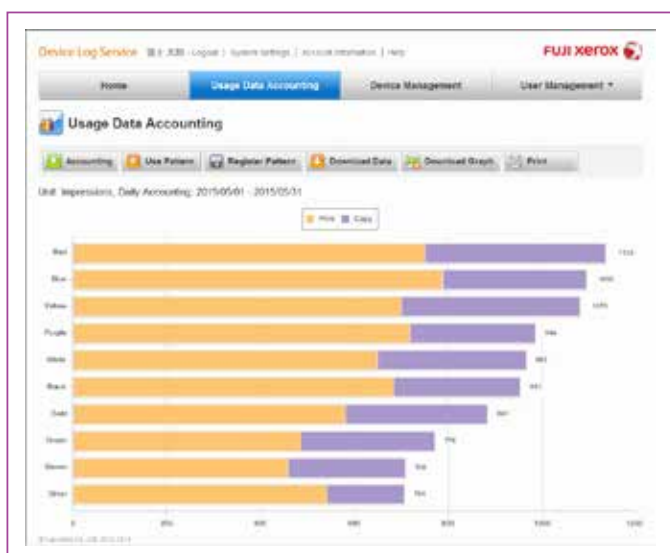 Device Log Service Logout | System Settings | Account Information | Help
FUJI xerox
Home Usage Data Accounting Device Management User Management
Usage Data Accounting
Accounting Use Pattern Register Pattern Download Data Download Graph Print
Unit: Impressions, Daily Accounting: 2015/05/01 - 2015/05/31
Print Copy
Red
Blue
Yellow
Purple
White
Black
Gold
Green
Brown
Silver
0 200 400 600 800 1000 1200